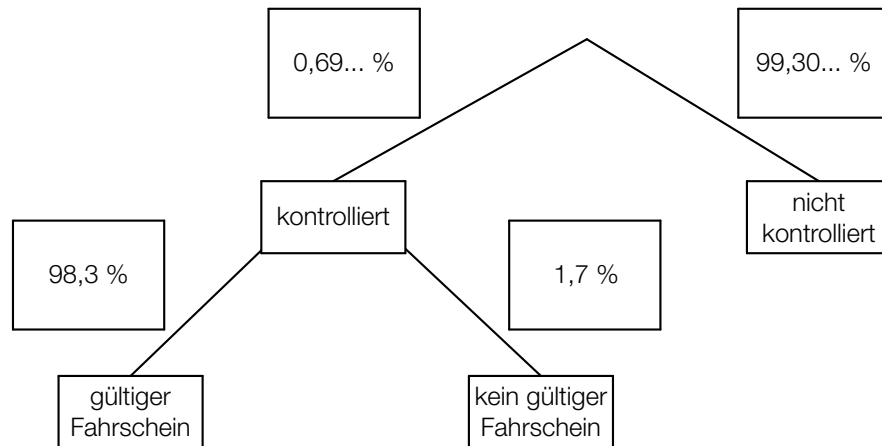 0,69... %
99,30... %
kontrolliert
nicht
kontrolliert
98,3 %
1,7 %
gültiger
Fahrschein
kein gültiger
Fahrschein